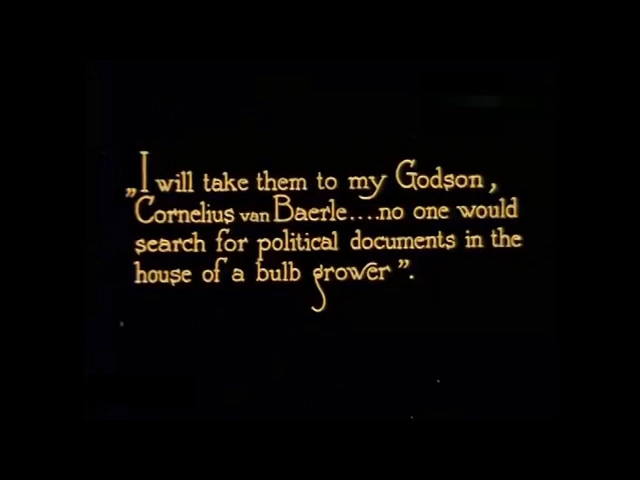 „I will take them to my Godson,
Cornelius van Baerle....no one would
search for political documents in the
house of a bulb grower”.